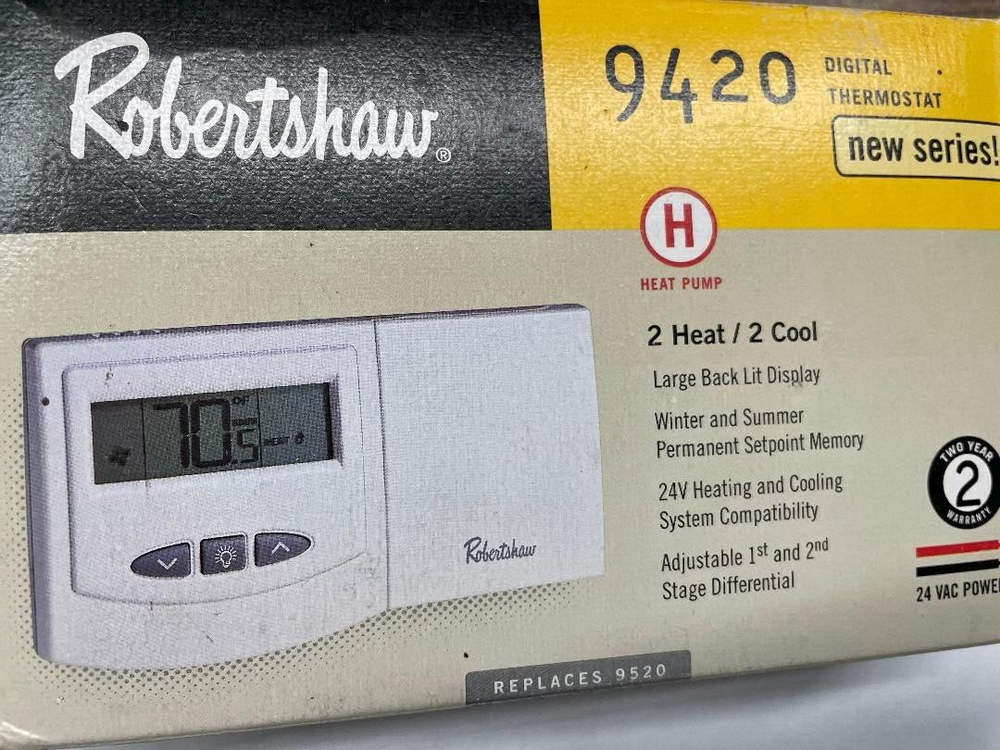 Robertshaw®
9420
DIGITAL
THERMOSTAT
new series!
H
HEAT PUMP
2 Heat / 2 Cool
Large Back Lit Display
Winter and Summer
Permanent Setpoint Memory
24V Heating and Cooling
System Compatibility
Adjustable 1st and 2nd
Stage Differential
TWO YEAR
2
WARRANTY
24 VAC POWE
70.5
°F
HEAT
Robertshaw
REPLACES 9520